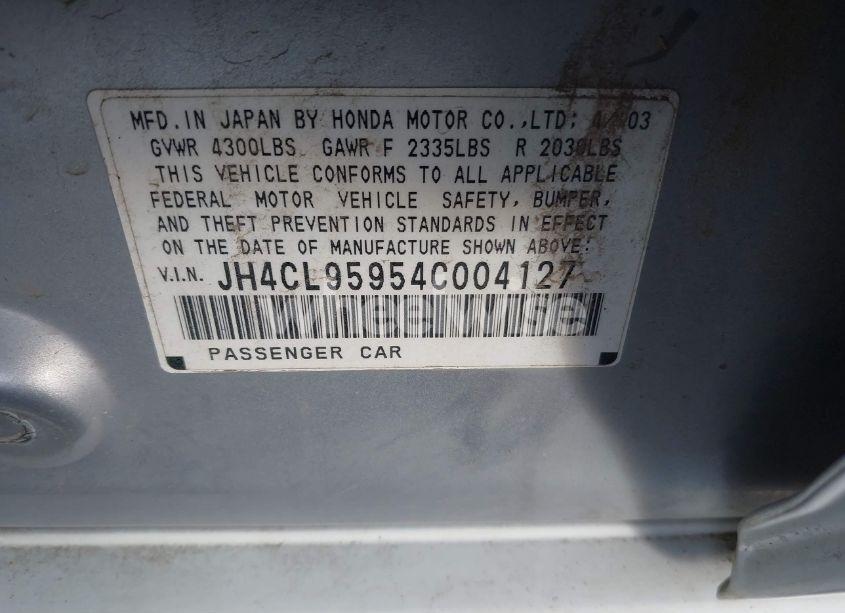 MFD.IN JAPAN BY HONDA MOTOR CO.,LTD: 4/03
GVWR 4300LBS GAWR F 2335LBS R 2030LBS
THIS VEHICLE CONFORMS TO ALL APPLICABLE
FEDERAL MOTOR VEHICLE SAFETY, BUMPER,
AND THEFT PREVENTION STANDARDS IN EFFECT
ON THE DATE OF MANUFACTURE SHOWN ABOVE:
V.I.N. JH4CL95954C004127
PASSENGER CAR